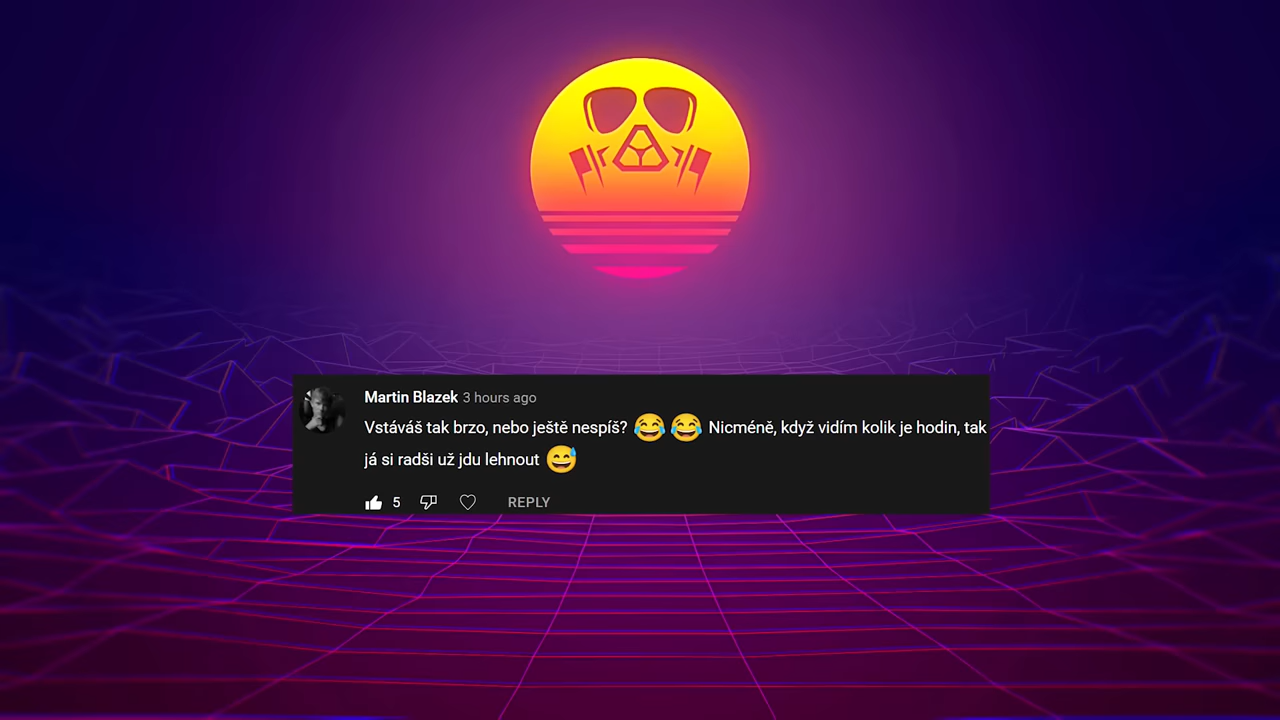 Martin Blazek 3 hours ago
Vstáváš tak brzo, nebo ještě nespíš? 😂😂 Nicméně, když vidím kolik je hodin, tak
já si radši už jdu lehnout 😅
5 REPLY